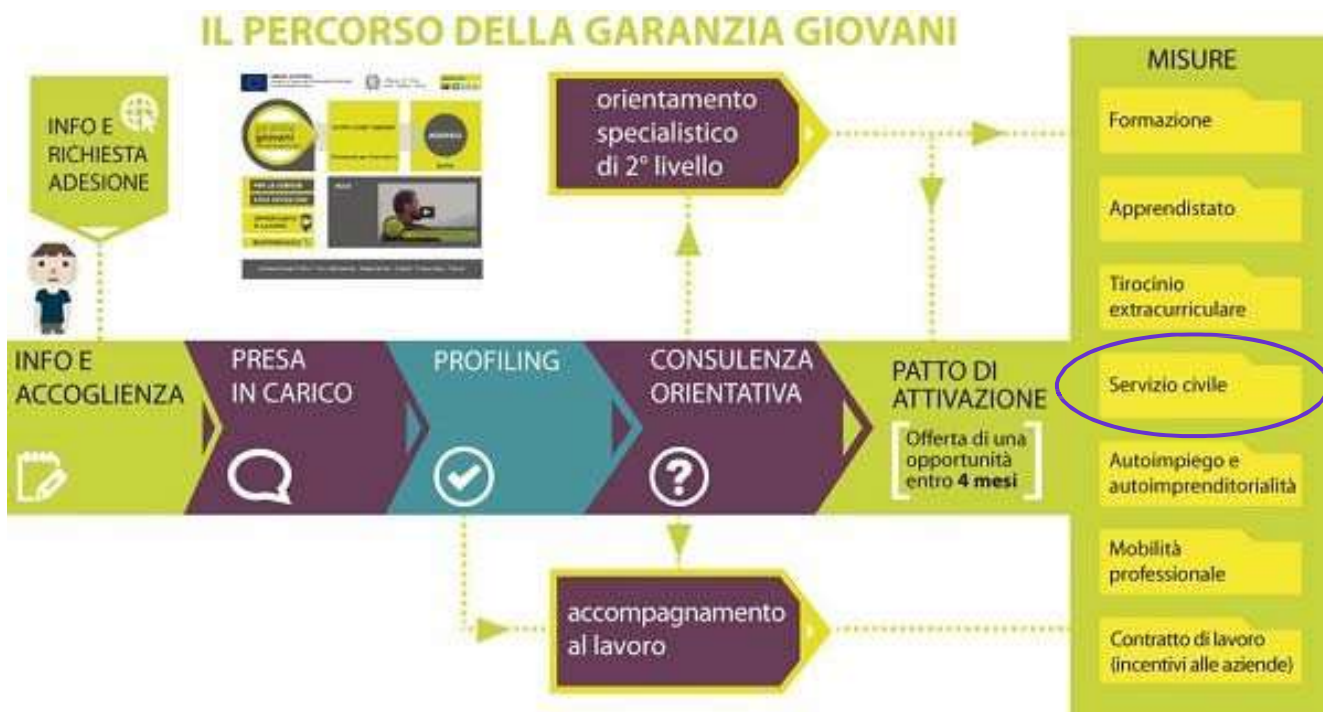 IL PERCORSO DELLA GARANZIA GIOVANI
INFO E
RICHIESTA
ADESIONE
giovani
orientamento
specialistico
di 2° livello
INFO E
ACCOGLIENZA
PRESA
IN CARICO
PROFILING
CONSULENZA
ORIENTATIVA
PATTO DI
ATTIVAZIONE
Offerta di una
opportunità
entro 4 mesi
accompagnamento
al lavoro
MISURE
Formazione
Apprendistato
Tirocinio
extracurriculare
Servizio civile
Autoimpiego e
autoimprenditorialità
Mobilità
professionale
Contratto di lavoro
(incentivi alle aziende)